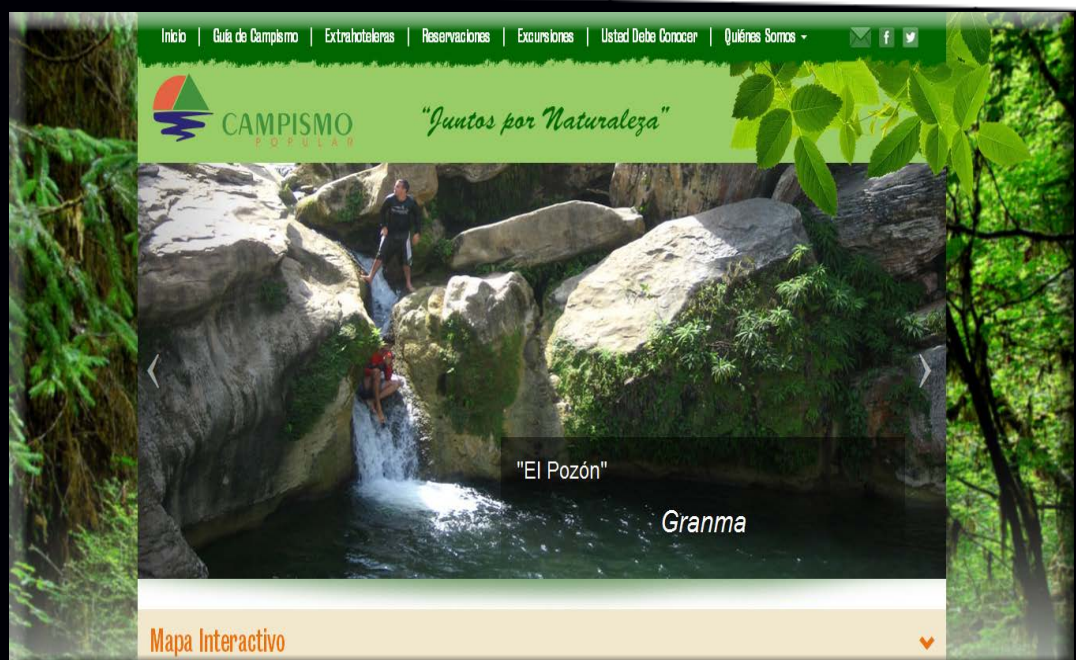 Inicio | Guía de Campismo | Extrahoteleras | Reservaciones | Excursiones | Usted Debe Conocer | Quiénes Somos
CAMPISMO
POPULAR
"Juntos por Naturaleza"
"El Pozón"
Granma
Mapa Interactivo